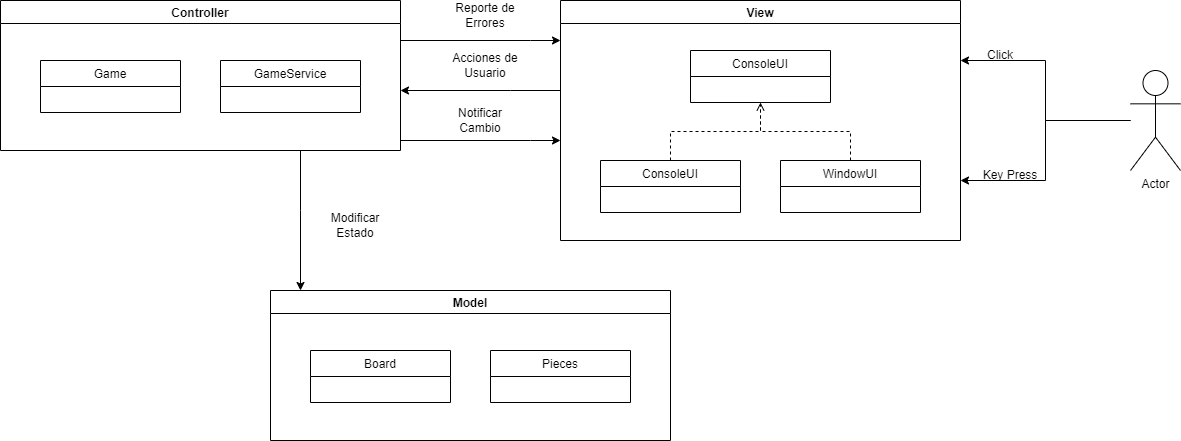 Controller
Game
GameService
Reporte de
Errores
Acciones de
Usuario
Notificar
Cambio
View
ConsoleUI
ConsoleUI
WindowUI
Click
Key Press
Actor
Modificar
Estado
Model
Board
Pieces